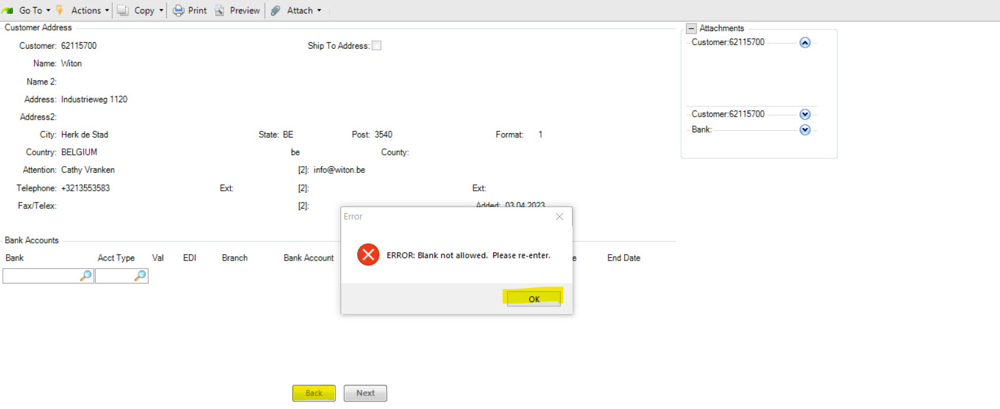 Go To Actions Copy Print Preview Attach
Customer Address
Customer: 62115700 Ship To Address:
Name: Witon
Name 2:
Address: Industrieweg 1120
Address2:
City: Herk de Stad State: BE Post: 3540 Format: 1
Country: BELGIUM be County:
Attention: Cathy Vranken [2]: info@witon.be
Telephone: +3213553583 Ext: [2]: Ext:
Fax/Telex: [2]: Added: 03.04.2023
Attachments
Customer:62115700
Customer:62115700
Bank:
Bank Accounts
Bank Acct Type Val EDI Branch Bank Account e End Date
Error
ERROR: Blank not allowed. Please re-enter.
OK
Back Next